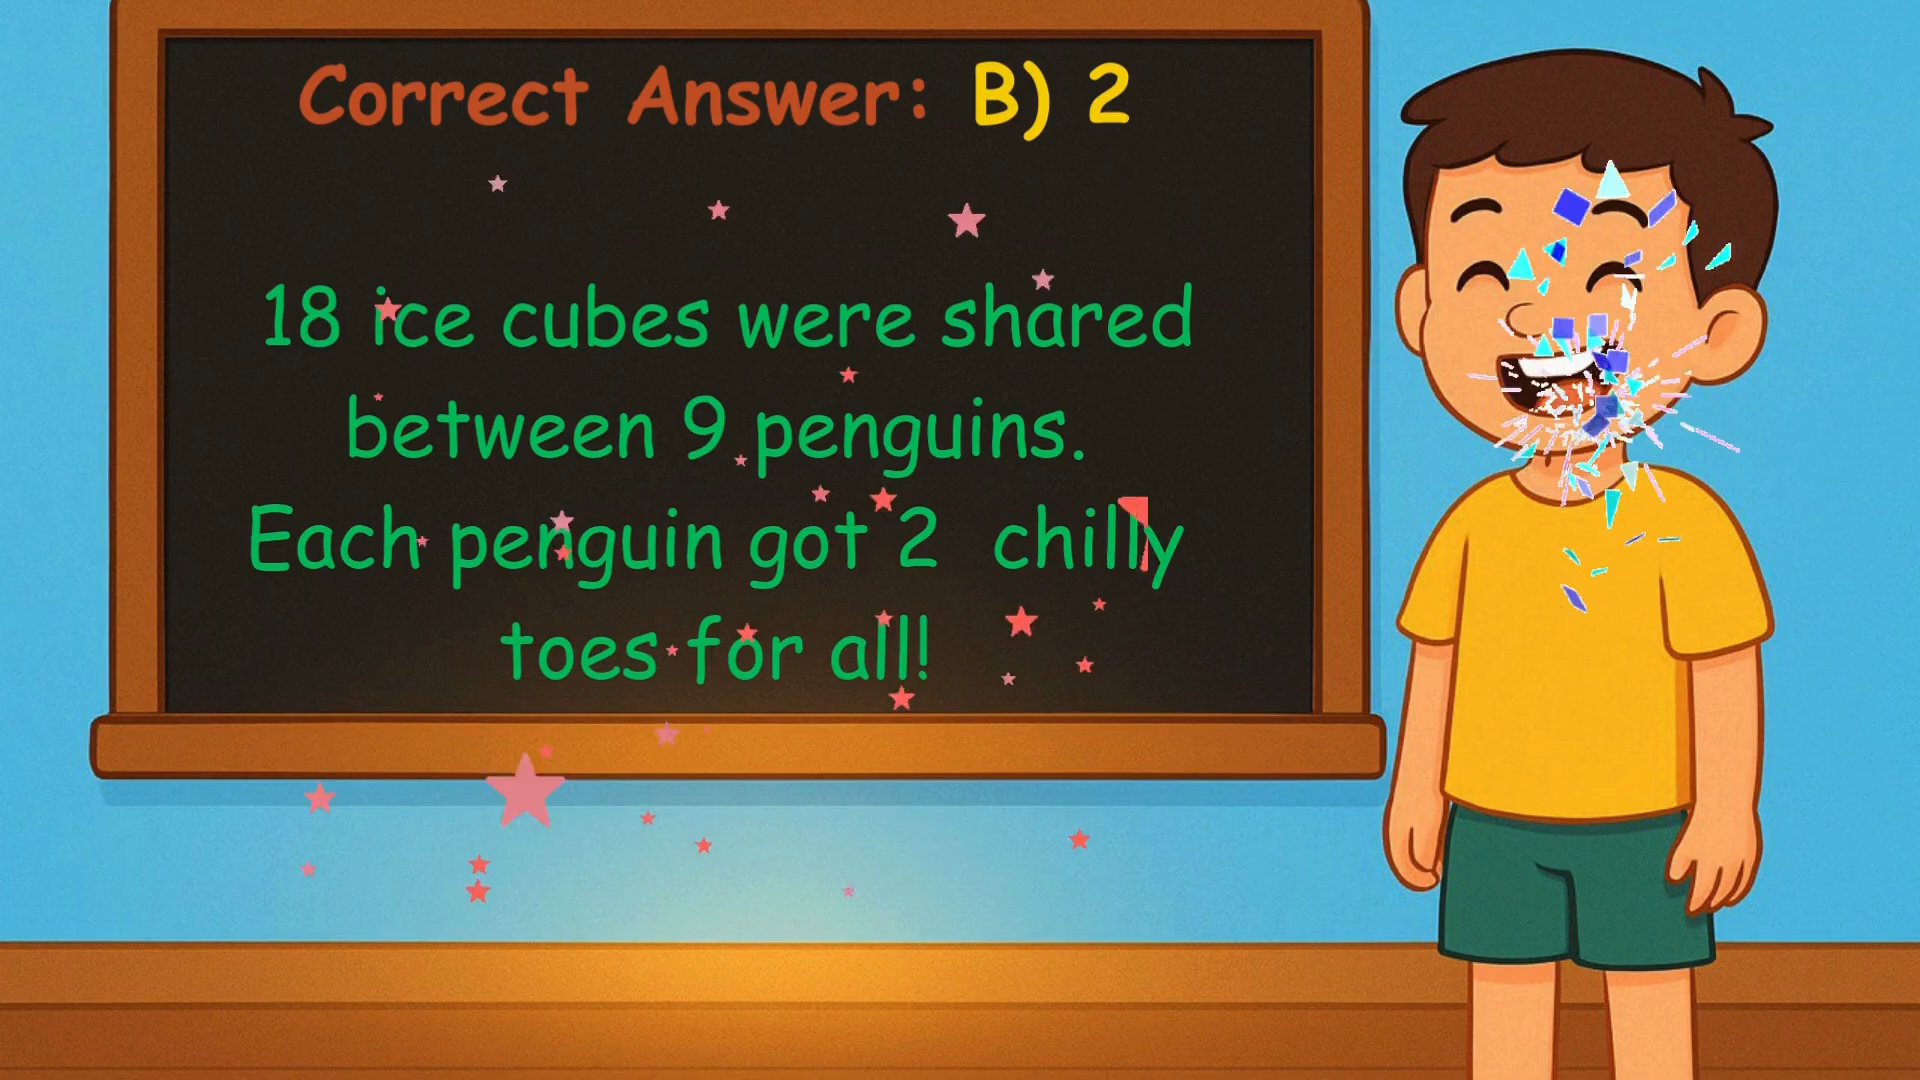 Correct Answer: B) 2
18 ice cubes were shared
between 9 penguins.
Each penguin got 2 chilly
toes for all!